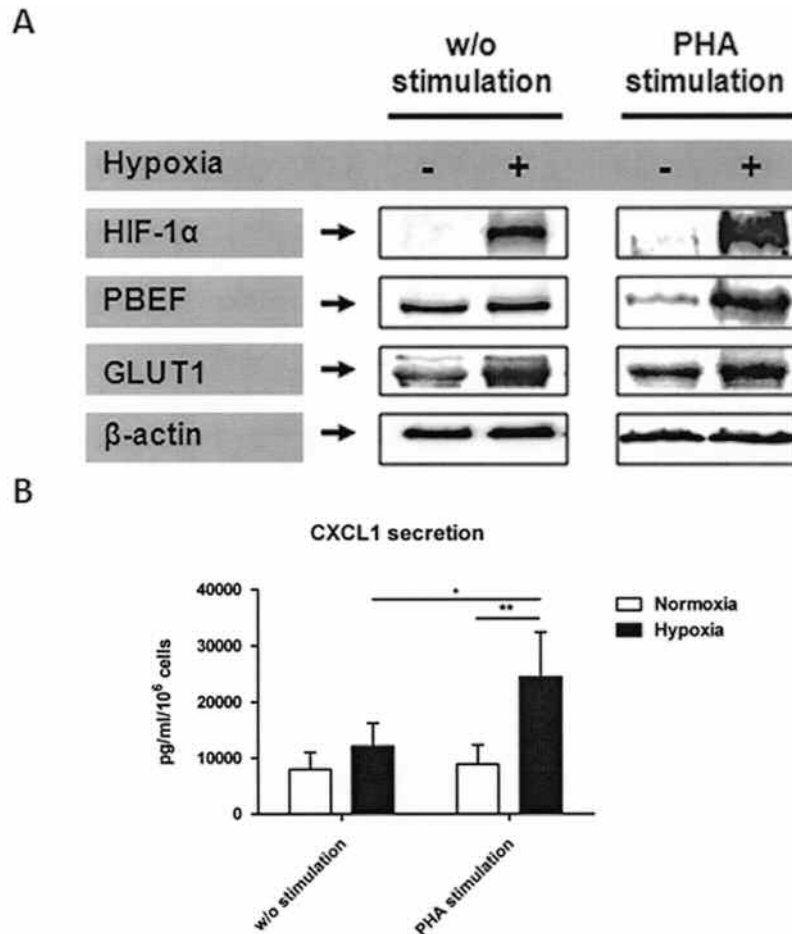 A
w/o
stimulation
PHA
stimulation
Hypoxia - + - +
HIF-1α
PBEF
GLUT1
β-actin
B
CXCL1 secretion
pg/ml/10⁶ cells
40000
30000
20000
10000
0
*
**
Normoxia
Hypoxia
w/o stimulation
PHA stimulation